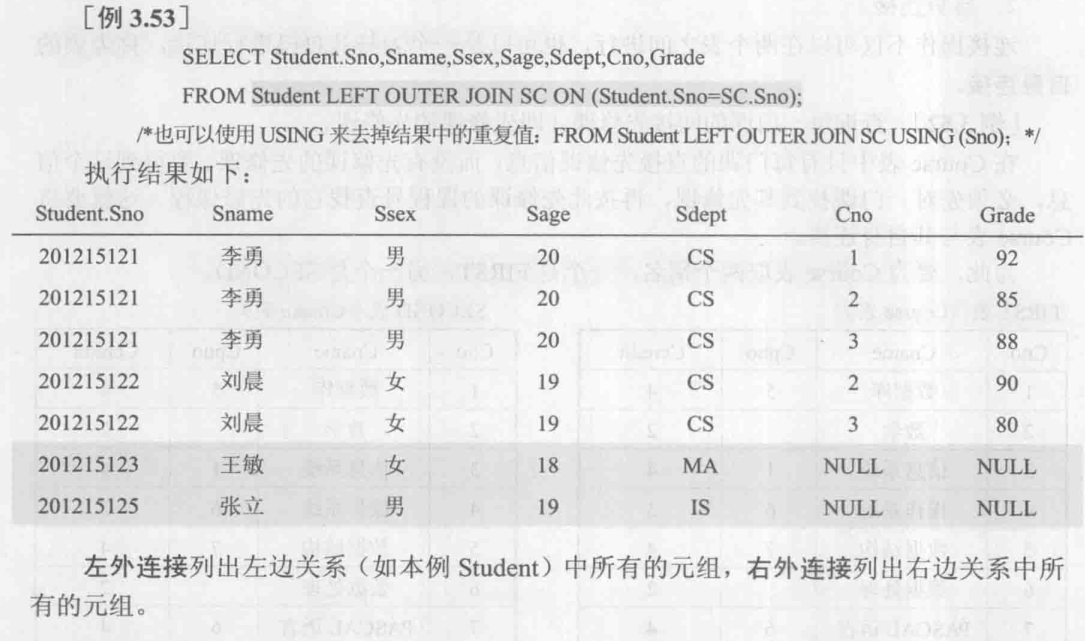 ［例 3.53］
SELECT Student.Sno,Sname,Ssex,Sage,Sdept,Cno,Grade
FROM Student LEFT OUTER JOIN SC ON (Student.Sno=SC.Sno);
/*也可以使用 USING 来去掉结果中的重复值：FROM Student LEFT OUTER JOIN SC USING (Sno); */
执行结果如下：
Student.Sno Sname Ssex Sage Sdept Cno Grade
201215121 李勇 男 20 CS 1 92
201215121 李勇 男 20 CS 2 85
201215121 李勇 男 20 CS 3 88
201215122 刘晨 女 19 CS 2 90
201215122 刘晨 女 19 CS 3 80
201215123 王敏 女 18 MA NULL NULL
201215125 张立 男 19 IS NULL NULL
左外连接列出左边关系（如本例 Student）中所有的元组，右外连接列出右边关系中所
有的元组。